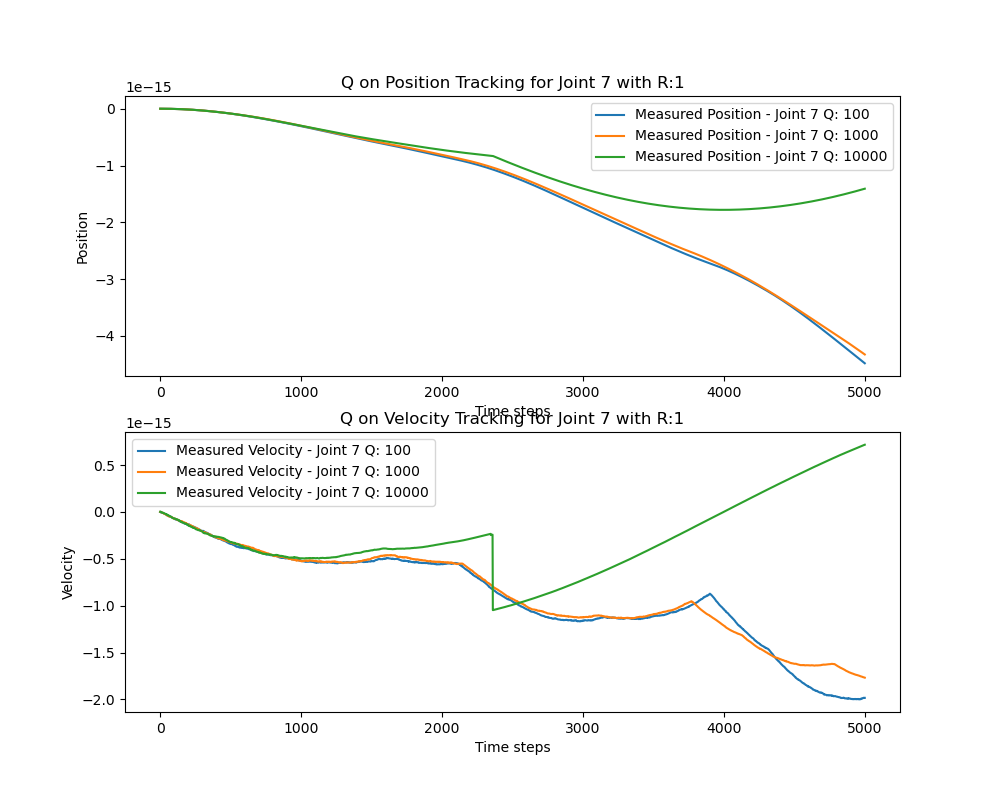 Q on Position Tracking for Joint 7 with R:1
1e−15
Measured Position - Joint 7 Q: 100
Measured Position - Joint 7 Q: 1000
Measured Position - Joint 7 Q: 10000
Position
0
−1
−2
−3
−4
0 1000 2000 3000 4000 5000
Time steps
Q on Velocity Tracking for Joint 7 with R:1
1e−15
Measured Velocity - Joint 7 Q: 100
Measured Velocity - Joint 7 Q: 1000
Measured Velocity - Joint 7 Q: 10000
Velocity
0.5
0.0
−0.5
−1.0
−1.5
−2.0
0 1000 2000 3000 4000 5000
Time steps